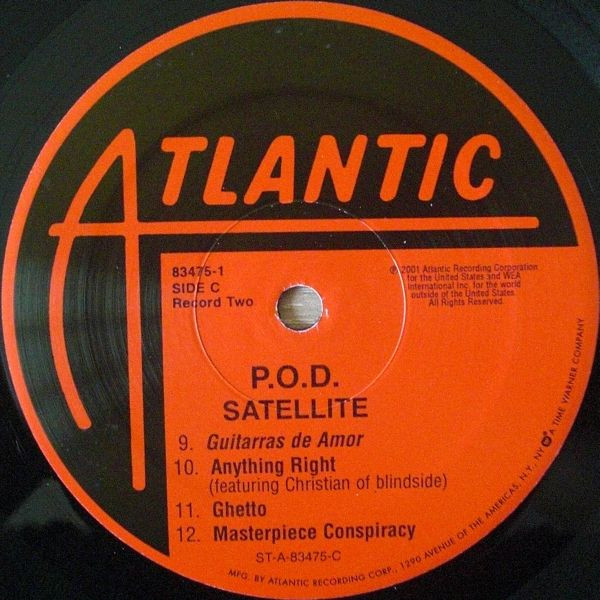 ATLANTIC
83475-1
SIDE C
Record Two
℗ 2001 Atlantic Recording Corporation
for the United States and WEA
International Inc. for the world
outside of the United States.
All Rights Reserved.
P.O.D.
SATELLITE
9. Guitarras de Amor
10. Anything Right
(featuring Christian of blindside)
11. Ghetto
12. Masterpiece Conspiracy
ST-A-83475-C
MFG. BY ATLANTIC RECORDING CORP., 1290 AVENUE OF THE AMERICAS, N.Y., NY A TIME WARNER COMPANY